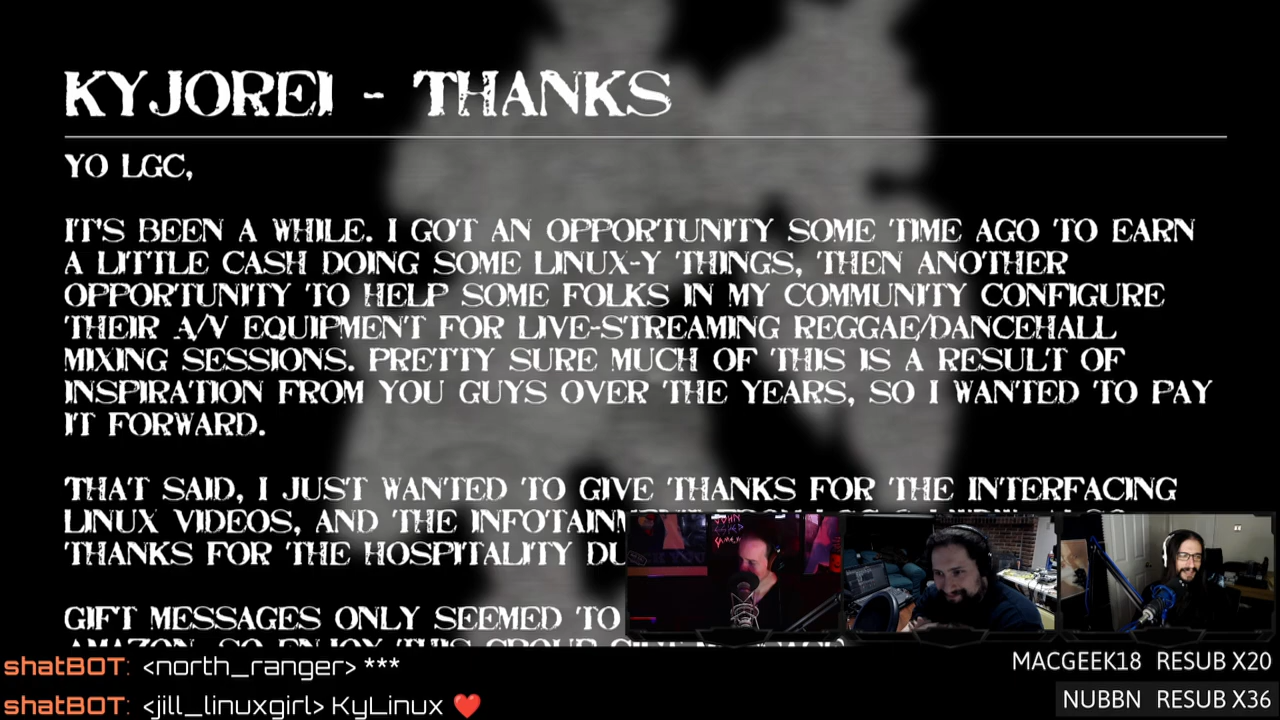 KYJOREI - THANKS
YO LGC,
IT'S BEEN A WHILE. I GOT AN OPPORTUNITY SOME TIME AGO TO EARN
A LITTLE CASH DOING SOME LINUX-Y THINGS, THEN ANOTHER
OPPORTUNITY TO HELP SOME FOLKS IN MY COMMUNITY CONFIGURE
THEIR A/V EQUIPMENT FOR LIVE-STREAMING REGGAE/DANCEHALL
MIXING SESSIONS. PRETTY SURE MUCH OF THIS IS A RESULT OF
INSPIRATION FROM YOU GUYS OVER THE YEARS, SO I WANTED TO PAY
IT FORWARD.
THAT SAID, I JUST WANTED TO GIVE THANKS FOR THE INTERFACING
LINUX VIDEOS, AND THE
THANKS FOR THE HOSPITALITY
GIFT MESSAGES ONLY SEEMED TO
shatBOT: <north_ranger> ***
shatBOT: <jill_linuxgirl> KyLinux ❤️
MACGEEK18 RESUB X20
NUBBN RESUB X36